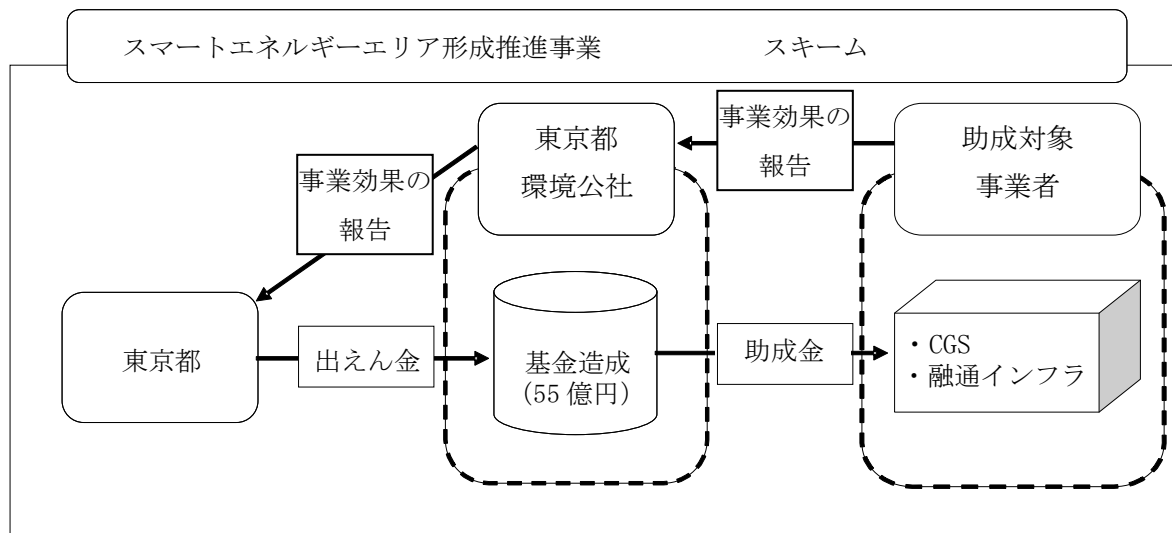 スマートエネルギーエリア形成推進事業 スキーム
事業効果の
報告
東京都
環境公社
事業効果の
報告
助成対象
事業者
東京都
出えん金
基金造成
(55 億円)
助成金
・CGS
・融通インフラ